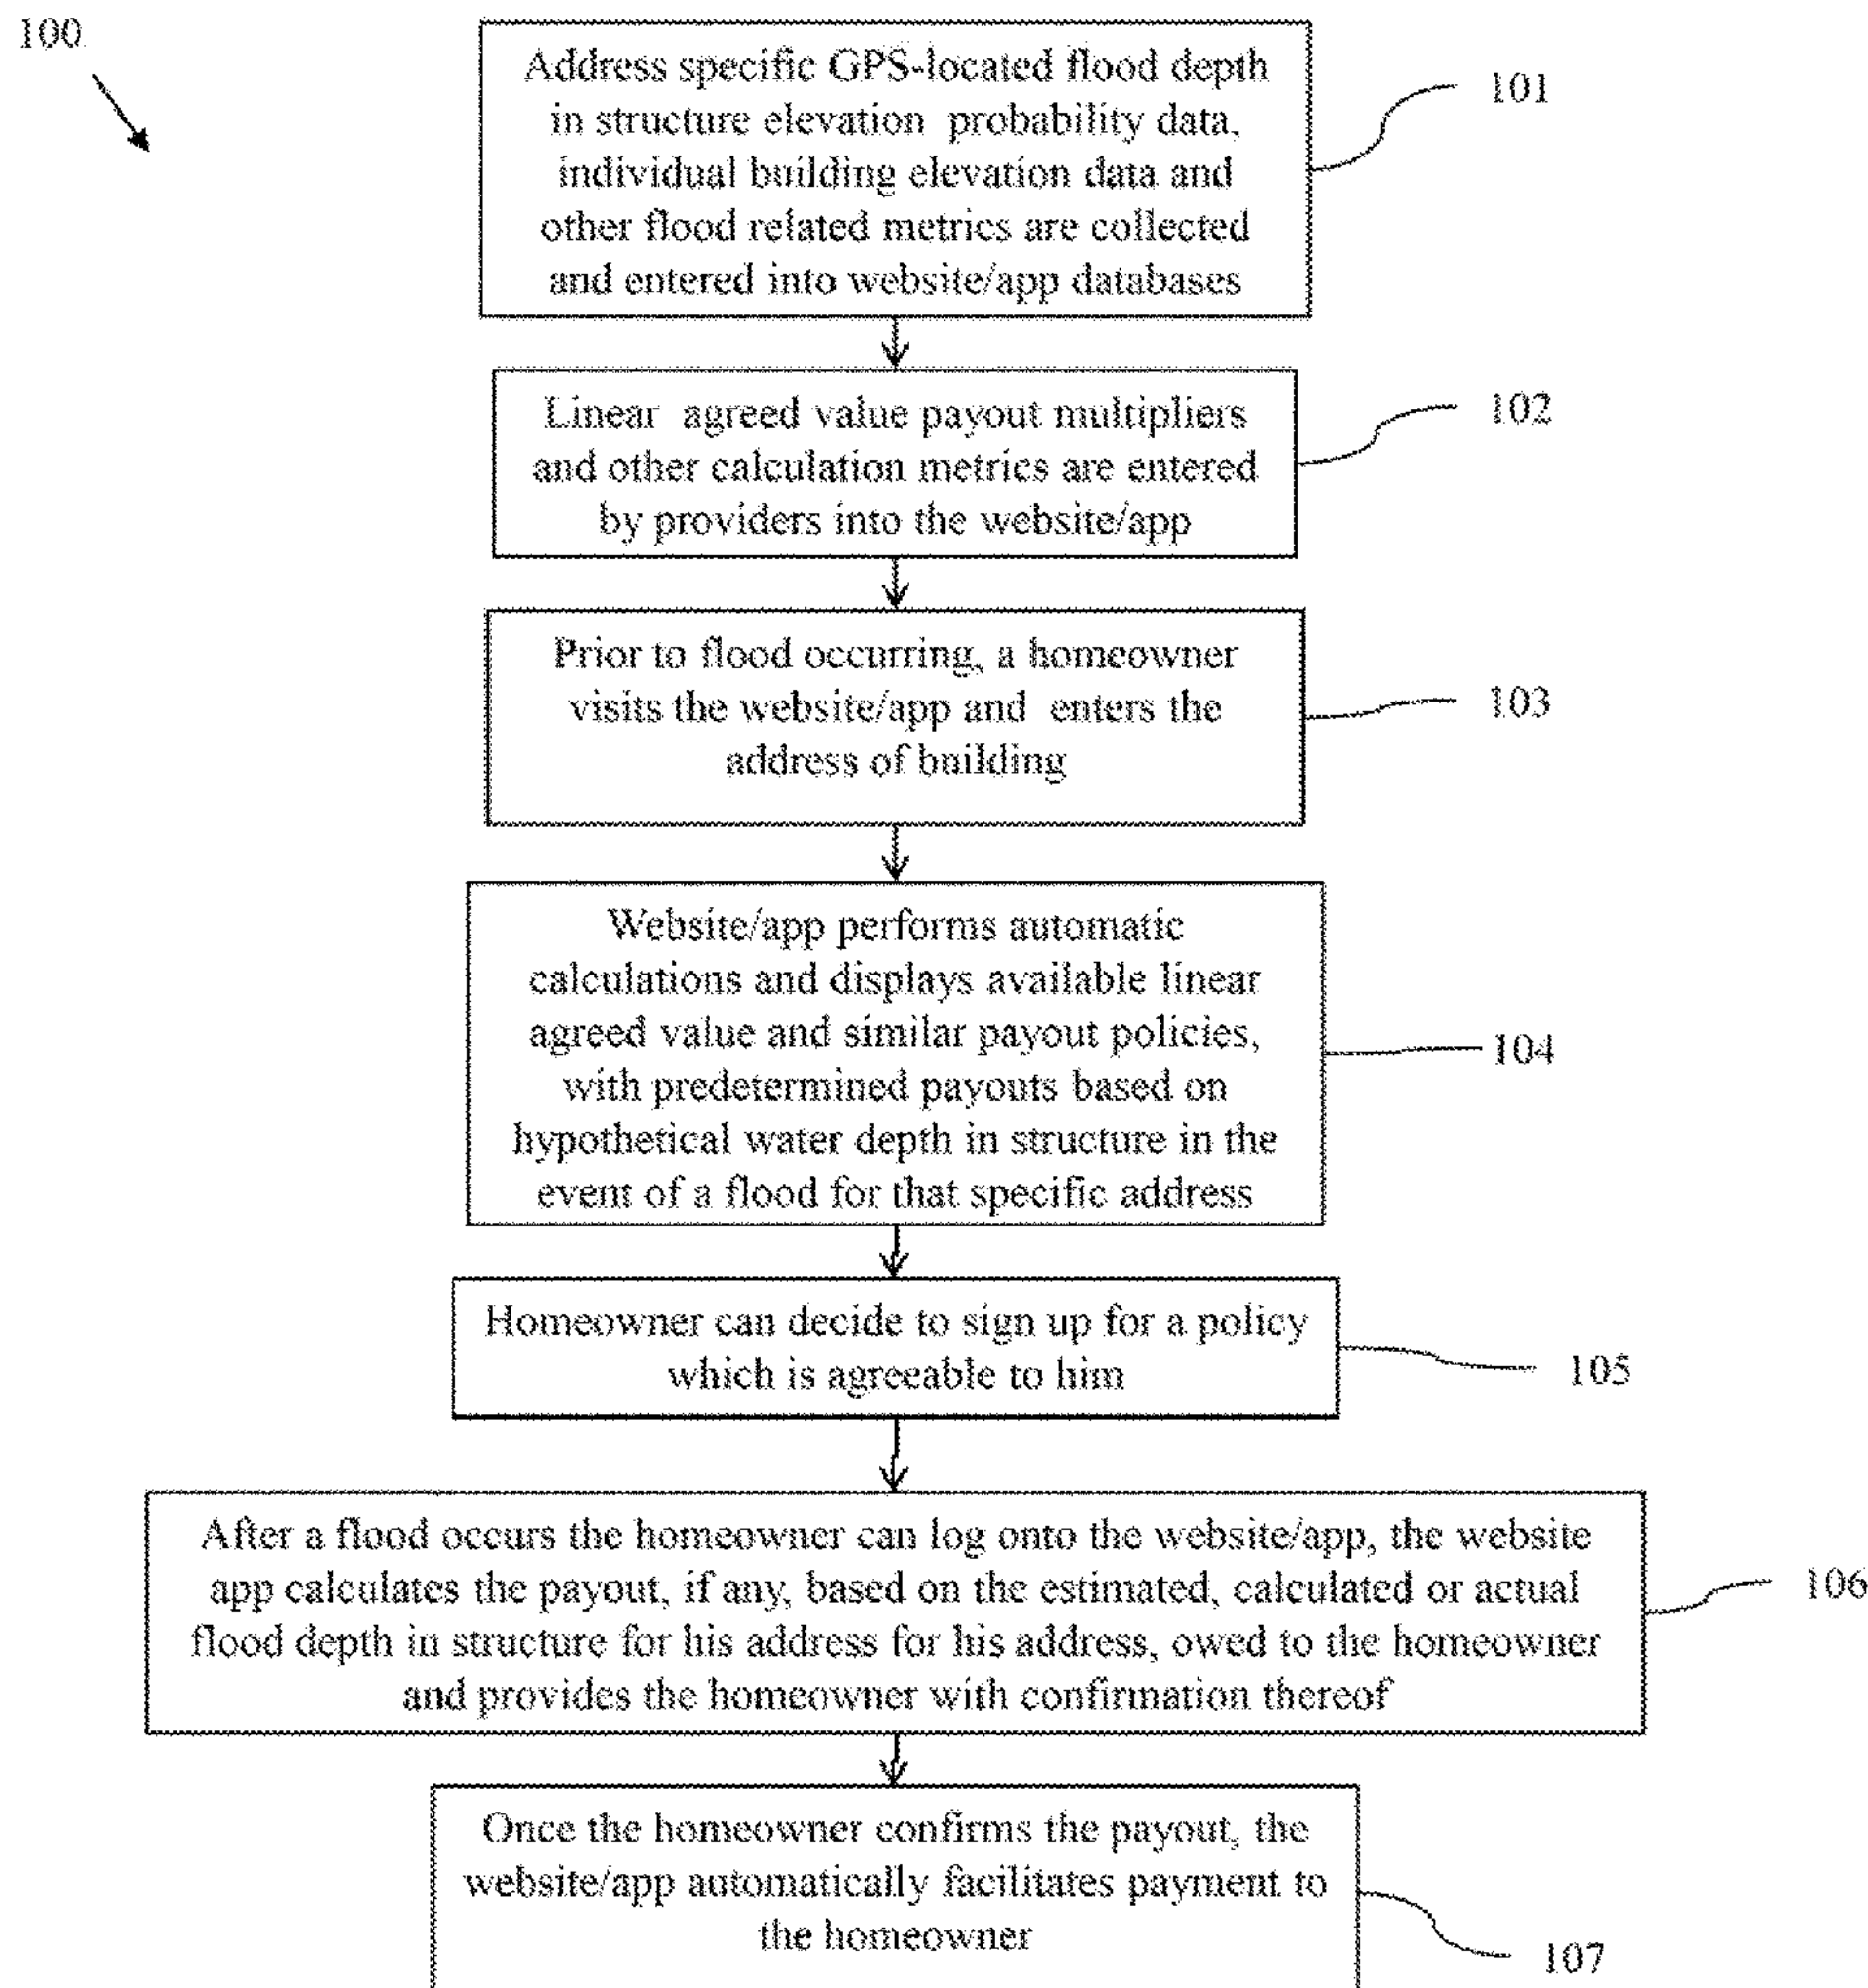 100
Address specific GPS-located flood depth
in structure elevation probability data,
individual building elevation data and
other flood related metrics are collected
and entered into website/app databases
101
Linear agreed value payout multipliers
and other calculation metrics are entered
by providers into the website/app
102
Prior to flood occurring, a homeowner
visits the website/app and enters the
address of building
103
Website/app performs automatic
calculations and displays available linear
agreed value and similar payout policies,
with predetermined payouts based on
hypothetical water depth in structure in the
event of a flood for that specific address
104
Homeowner can decide to sign up for a policy
which is agreeable to him
105
After a flood occurs the homeowner can log onto the website/app, the website
app calculates the payout, if any, based on the estimated, calculated or actual
flood depth in structure for his address for his address, owed to the homeowner
and provides the homeowner with confirmation thereof
106
Once the homeowner confirms the payout, the
website/app automatically facilitates payment to
the homeowner
107